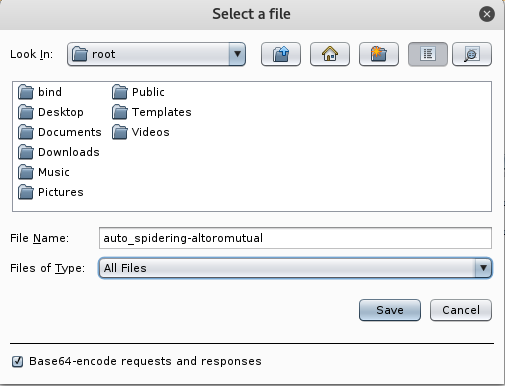 Select a file
Look In: root
bind Public
Desktop Templates
Documents Videos
Downloads
Music
Pictures
File Name: auto_spidering-altoromutual
Files of Type: All Files
Save Cancel
Base64-encode requests and responses